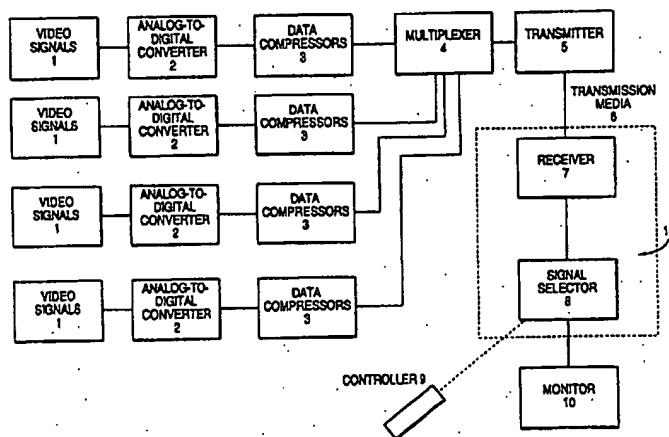 VIDEO
SIGNALS
1
ANALOG-TO-
DIGITAL
CONVERTER
2
DATA
COMPRESSORS
3
MULTIPLEXER
4
TRANSMITTER
5
VIDEO
SIGNALS
1
ANALOG-TO-
DIGITAL
CONVERTER
2
DATA
COMPRESSORS
3
TRANSMISSION
MEDIA
6
VIDEO
SIGNALS
1
ANALOG-TO-
DIGITAL
CONVERTER
2
DATA
COMPRESSORS
3
RECEIVER
7
VIDEO
SIGNALS
1
ANALOG-TO-
DIGITAL
CONVERTER
2
DATA
COMPRESSORS
3
SIGNAL
SELECTOR
8
CONTROLLER 9
MONITOR
10